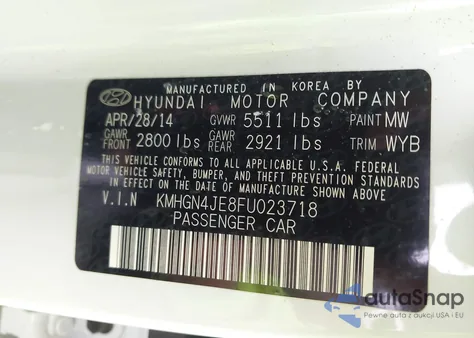 MANUFACTURED IN KOREA BY
HYUNDAI MOTOR COMPANY
APR/28/14 GVWR 5511 lbs PAINT MW
GAWR FRONT 2800 lbs GAWR REAR 2921 lbs TRIM WYB
THIS VEHICLE CONFORMS TO ALL APPLICABLE U.S.A. FEDERAL
MOTOR VEHICLE SAFETY, BUMPER, AND THEFT PREVENTION STANDARDS
IN EFFECT ON THE DATE OF MANUFACTURE SHOWN ABOVE.
V.I.N KMHGN4JE8FU023718
PASSENGER CAR
autoSnap
Pewne auta z aukcji USA i EU